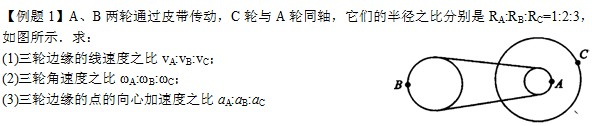 【例题 1】A、B 两轮通过皮带传动，C 轮与 A 轮同轴，它们的半径之比分别是 RA:RB:RC=1:2:3，
如图所示．求：
(1)三轮边缘的线速度之比 vA:vB:vC；
(2)三轮角速度之比 ωA:ωB:ωC；
(3)三轮边缘的点的向心加速度之比 aA:aB:aC
C
B
A